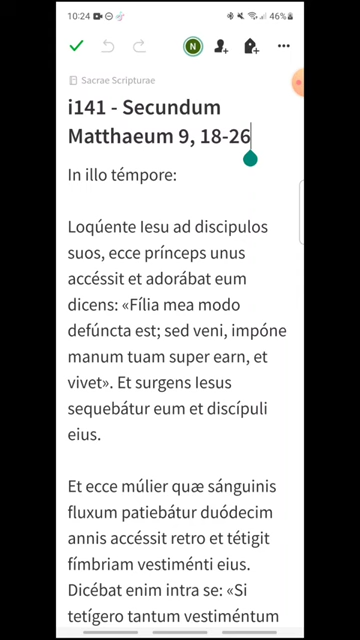 10:24
46%
N
Sacrae Scripturae
i141 - Secundum
Matthaeum 9, 18-26
In illo témpore:
Loqúente Iesu ad discipulos
suos, ecce prínceps unus
accéssit et adorábat eum
dicens: «Fília mea modo
defúncta est; sed veni, impóne
manum tuam super earn, et
vivet». Et surgens Iesus
sequebátur eum et discípuli
eius.
Et ecce múlier quæ sánguinis
fluxum patiebátur duódecim
annis accéssit retro et tétigit
fímbriam vestiménti eius.
Dicébat enim intra se: «Si
tetígero tantum vestiméntum